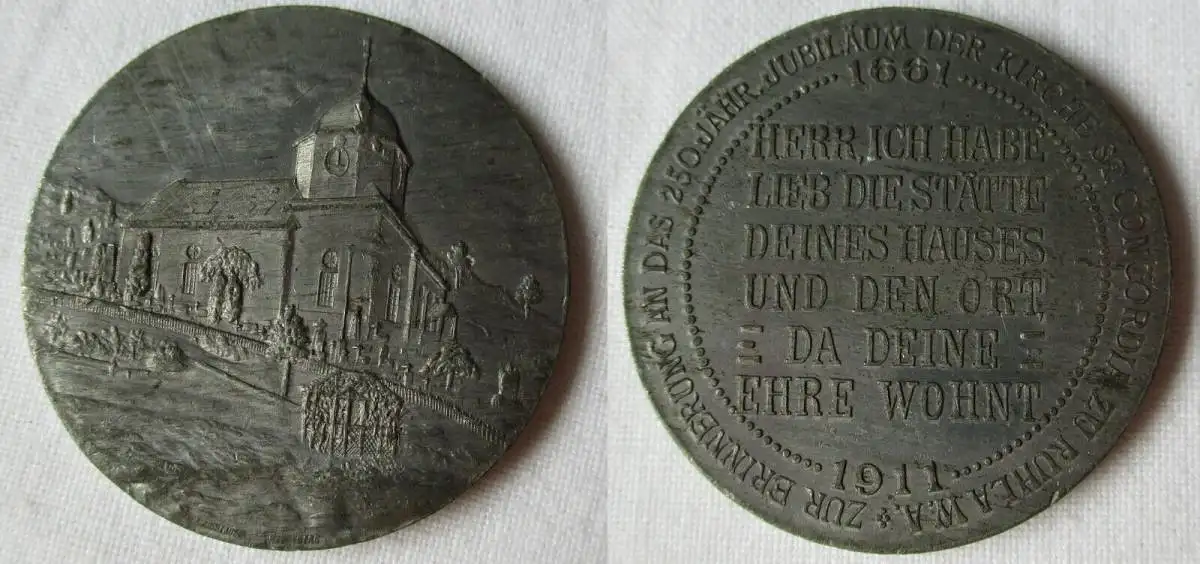 ZUR ERINNERUNG AN DAS 250.JÄHR.JUBILÄUM DER KIRCHE ST. CONCORDIA ZU RUHLA.W.A.
1661
HERR, ICH HABE
LIEB DIE STÄTTE
DEINES HAUSES
UND DEN ORT
DA DEINE
EHRE WOHNT
1911